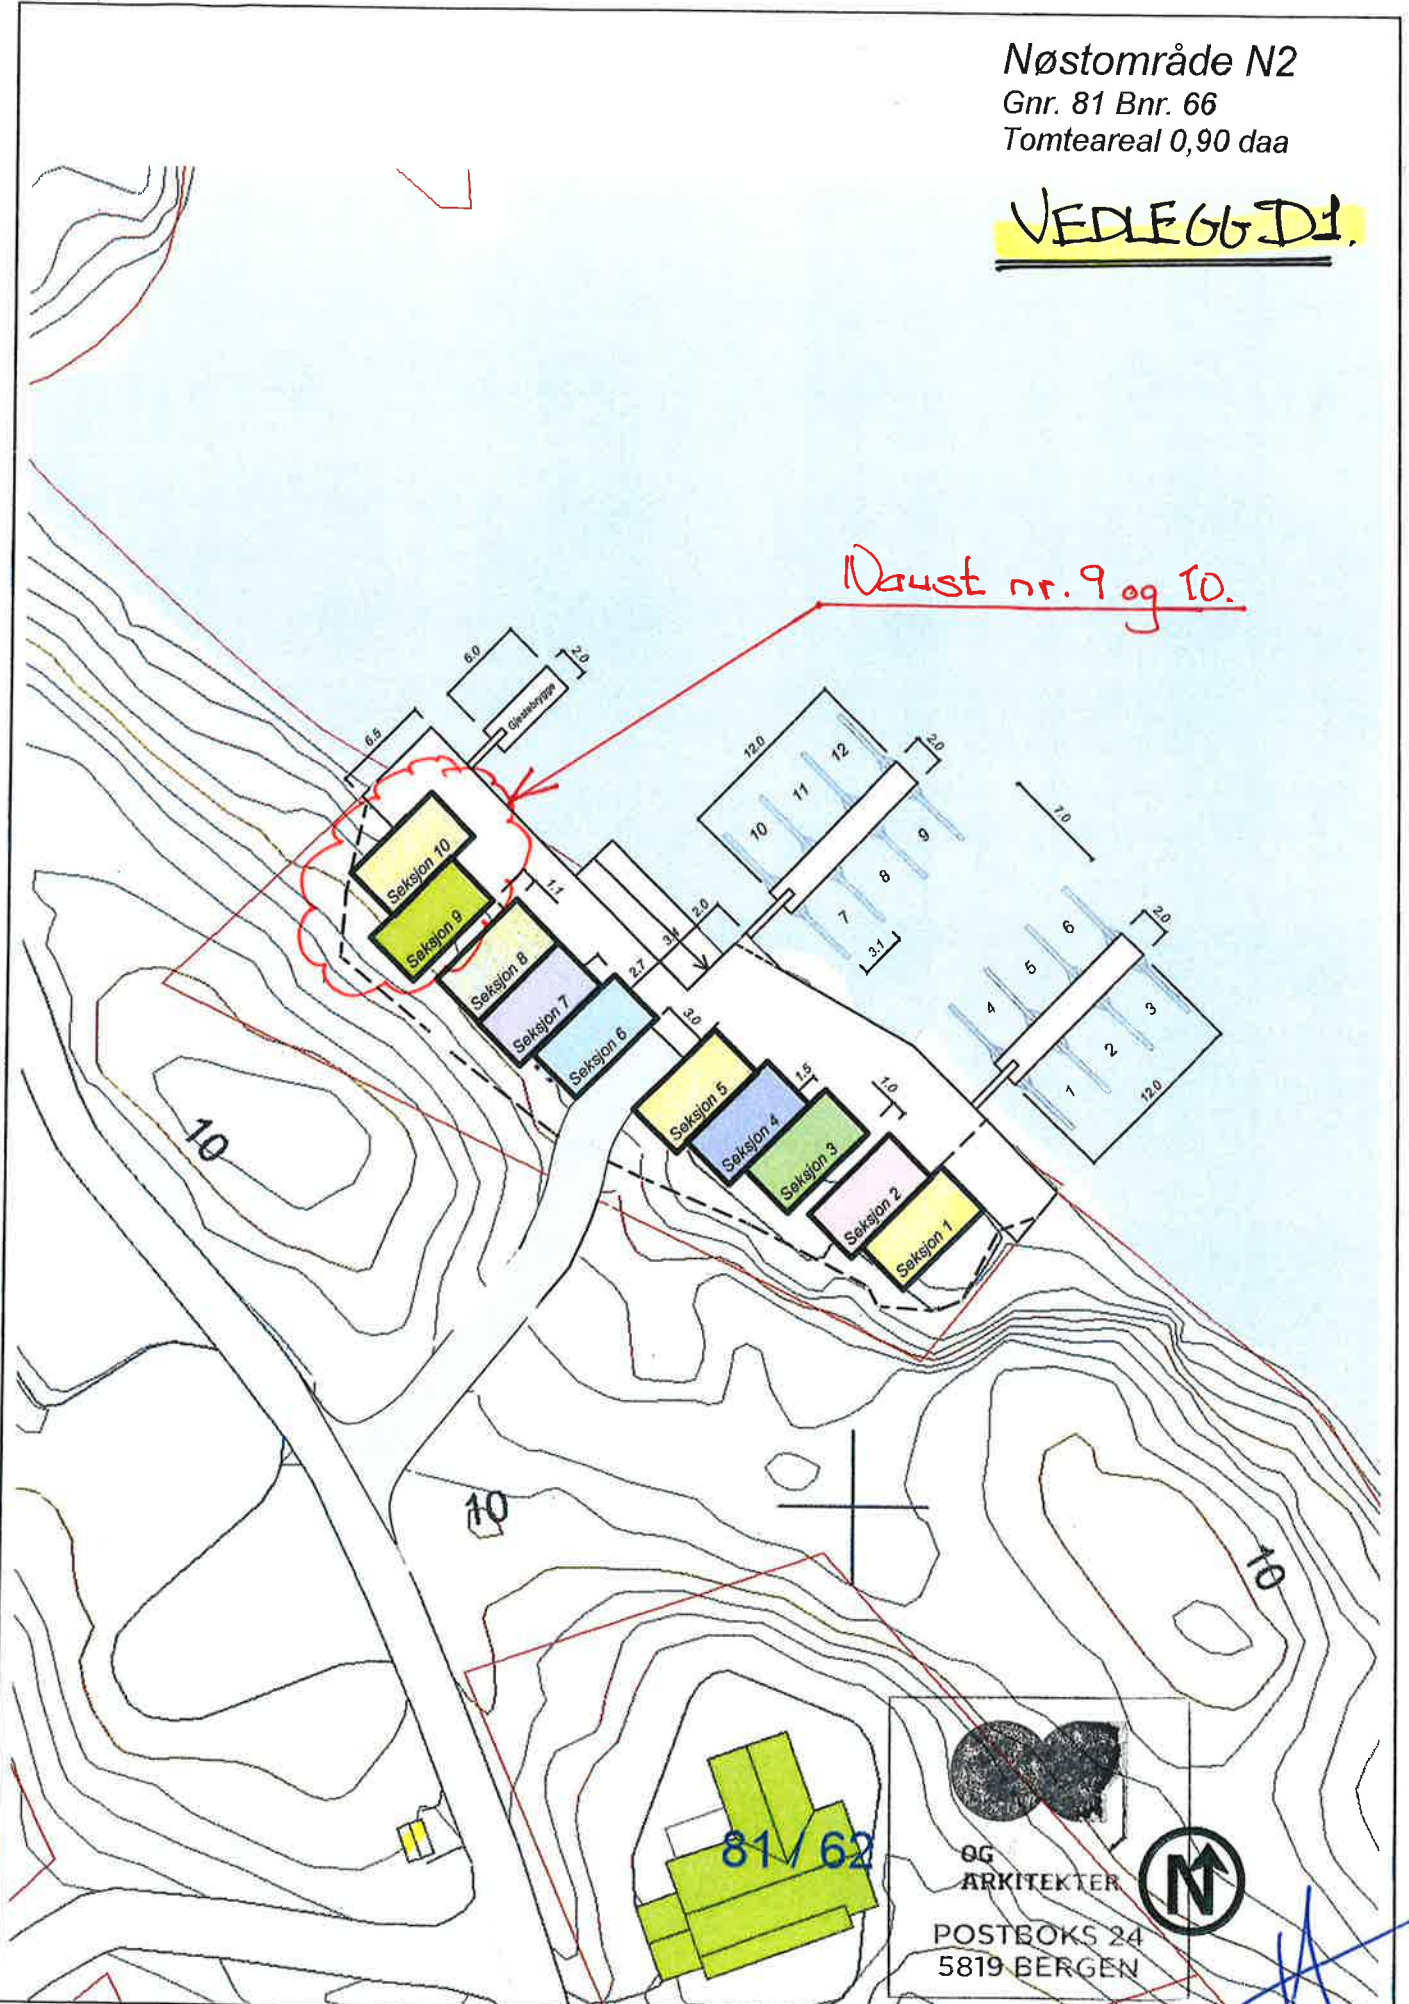 Nøstområde N2
Gnr. 81 Bnr. 66
Tomteareal 0,90 daa
VEDLEGG D1.
Naust nr. 9 og 10.
6.0
2.0
Gjestebrygge
6.5
12.0
12
2.0
11
10
9
8
7
3.1
7.0
6
2.0
5
4
3
2
1
12.0
Seksjon 10
Seksjon 9
1.1
Seksjon 8
Seksjon 7
Seksjon 6
2.7
3.4
2.0
3.0
Seksjon 5
Seksjon 4
1.5
Seksjon 3
1.0
Seksjon 2
Seksjon 1
10
10
10
81 / 62
OG
ARKITEKTER
N
POSTBOKS 24
5819 BERGEN